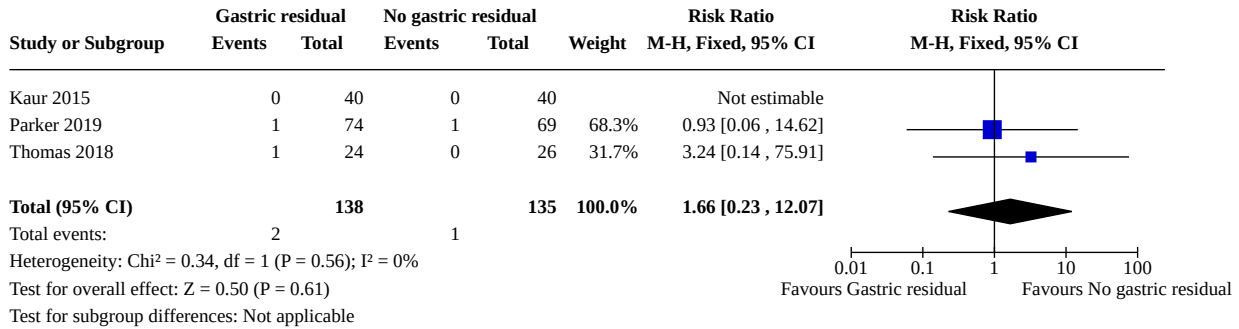 Gastric residual No gastric residual Risk Ratio Risk Ratio
Study or Subgroup Events Total Events Total Weight M-H, Fixed, 95% CI M-H, Fixed, 95% CI
Kaur 2015 0 40 0 40 Not estimable
Parker 2019 1 74 1 69 68.3% 0.93 [0.06 , 14.62]
Thomas 2018 1 24 0 26 31.7% 3.24 [0.14 , 75.91]
Total (95% CI) 138 135 100.0% 1.66 [0.23 , 12.07]
Total events: 2 1
Heterogeneity: Chi² = 0.34, df = 1 (P = 0.56); I² = 0%
0.01 0.1 1 10 100
Test for overall effect: Z = 0.50 (P = 0.61) Favours Gastric residual Favours No gastric residual
Test for subgroup differences: Not applicable